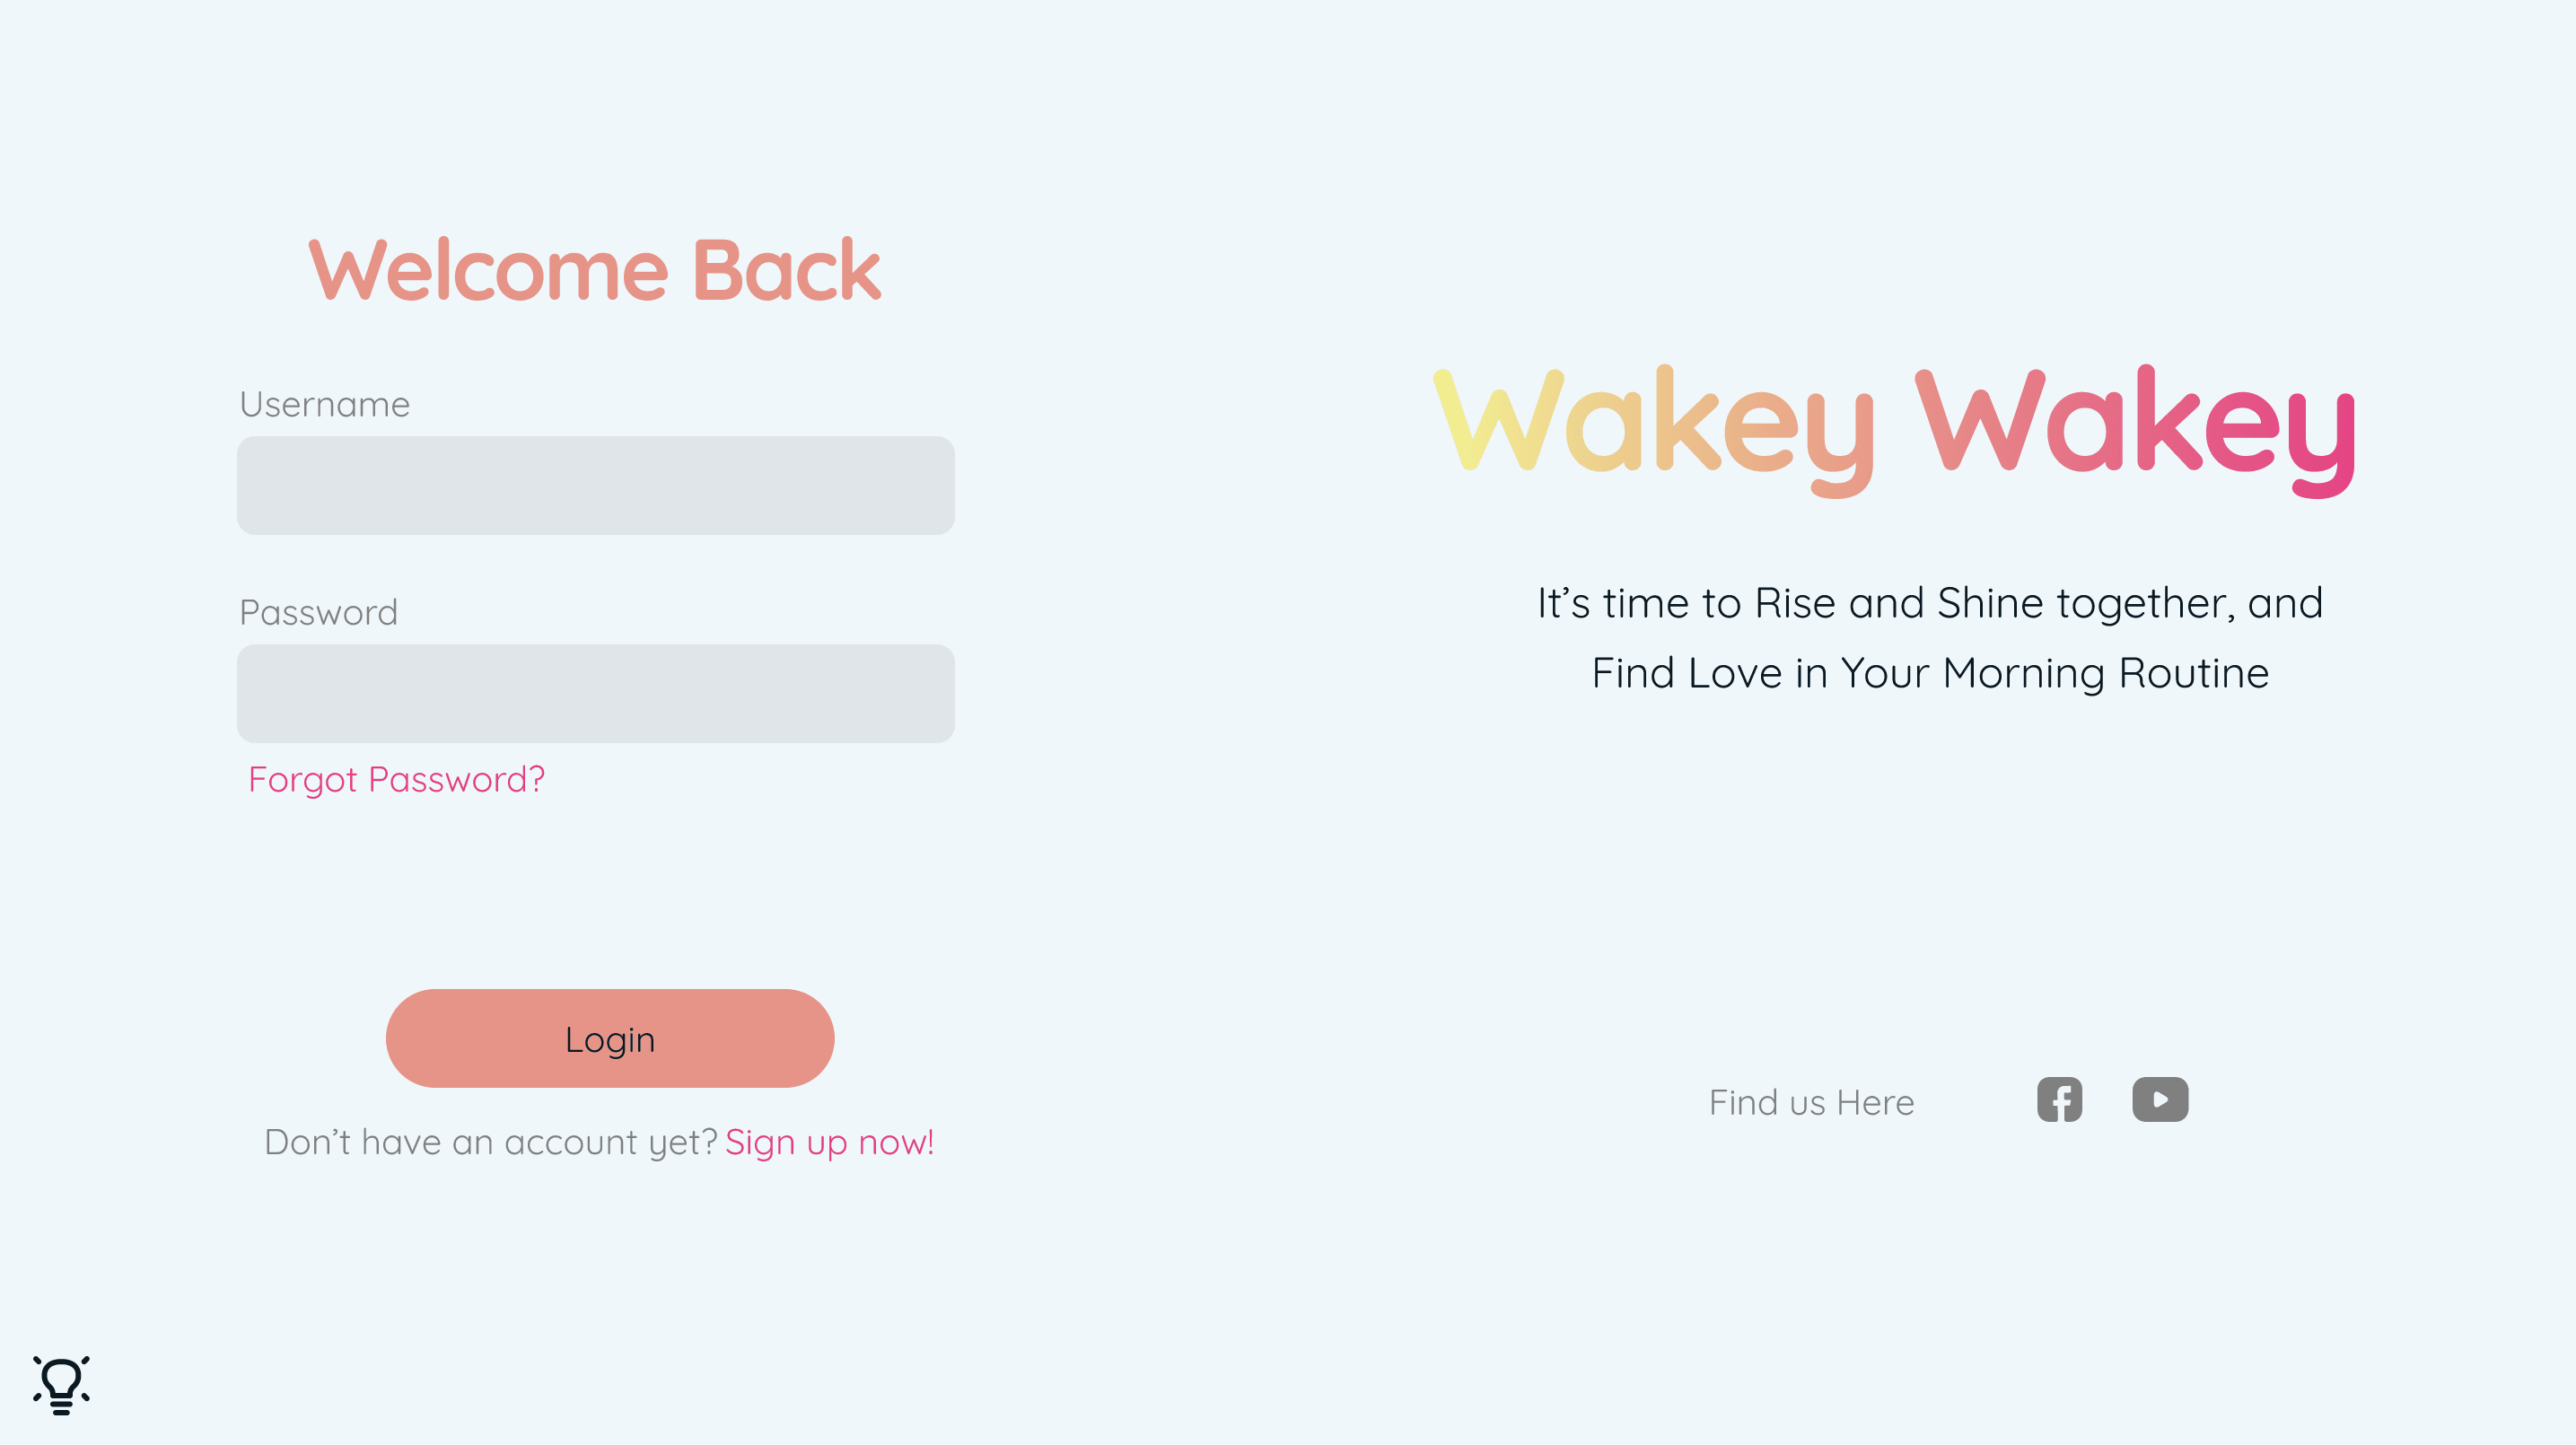 Welcome Back
Username
Password
Forgot Password?
Login
Don’t have an account yet? Sign up now!
Wakey Wakey
It’s time to Rise and Shine together, and
Find Love in Your Morning Routine
Find us Here